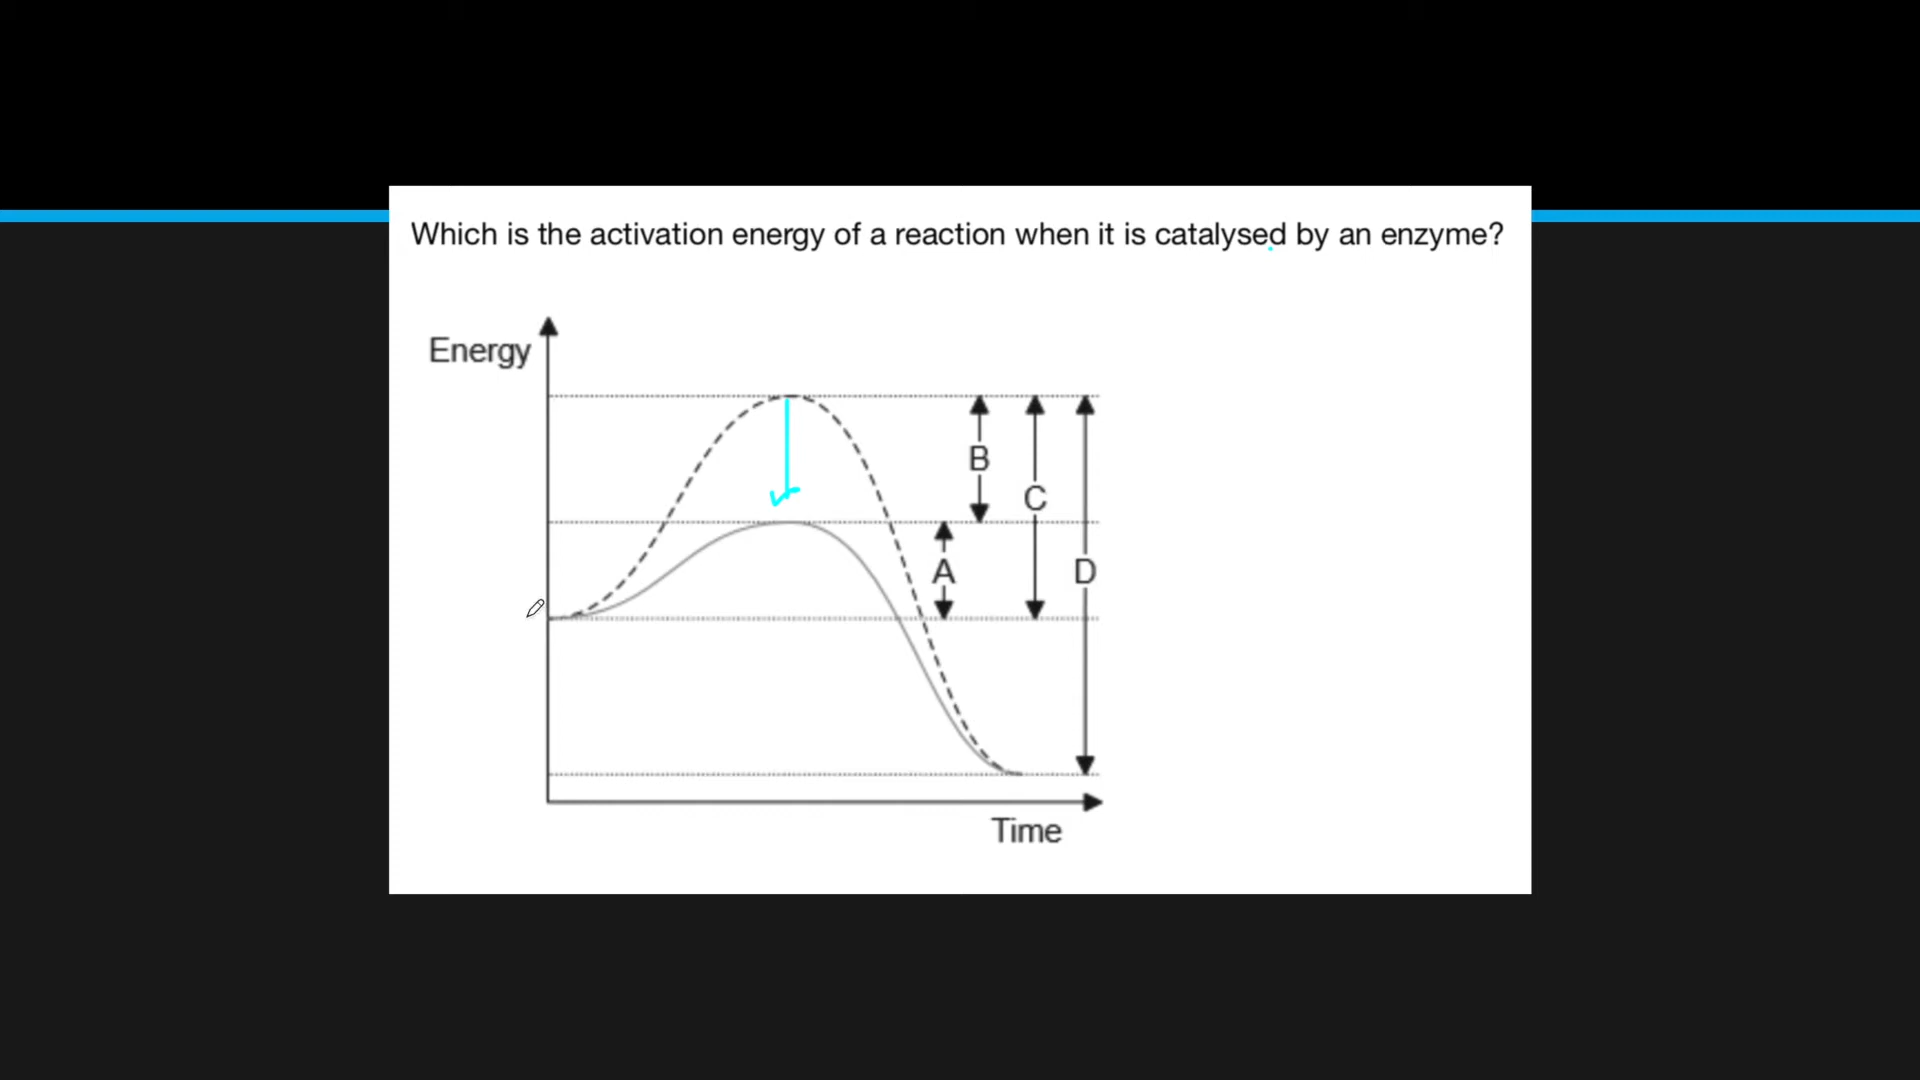 Which is the activation energy of a reaction when it is catalysed by an enzyme?
Energy
B
C
A
D
Time